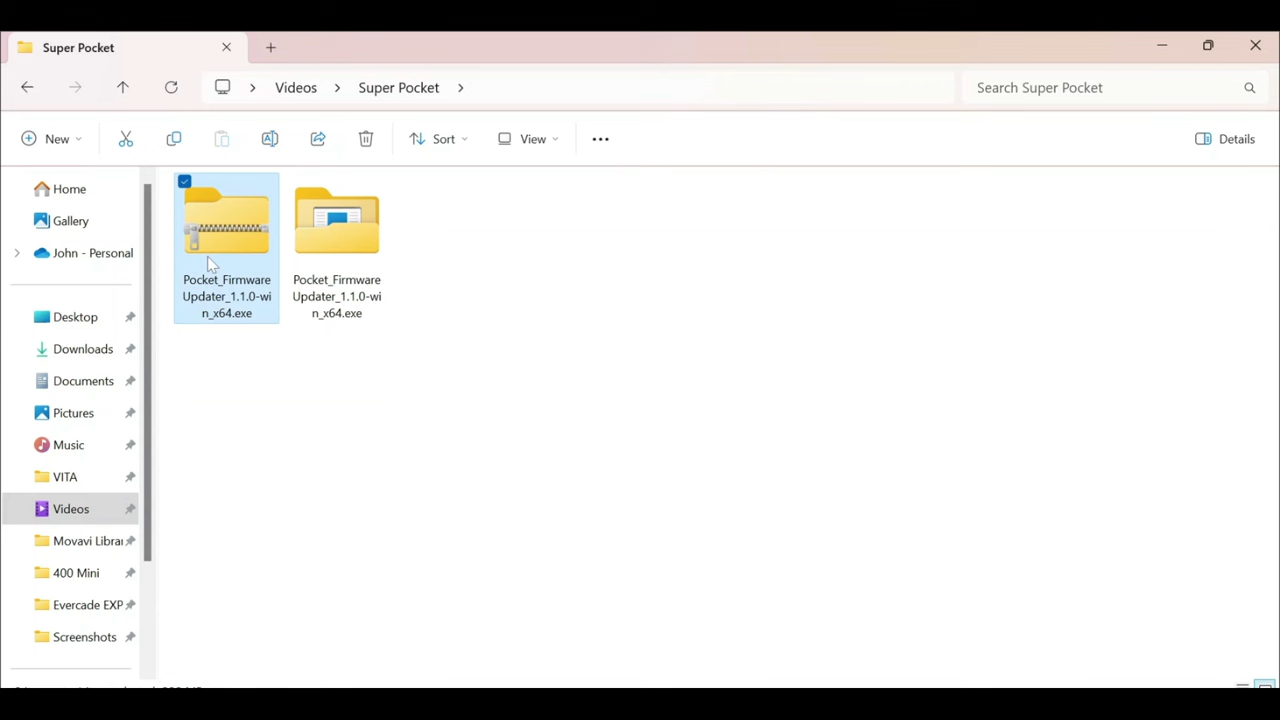 Super Pocket
Videos
Super Pocket
Search Super Pocket
New
Sort
View
Details
Home
Gallery
John - Personal
Desktop
Downloads
Documents
Pictures
Music
VITA
Videos
Movavi Librar
400 Mini
Evercade EXP
Screenshots
Pocket_Firmware
Updater_1.1.0-wi
n_x64.exe
Pocket_Firmware
Updater_1.1.0-wi
n_x64.exe